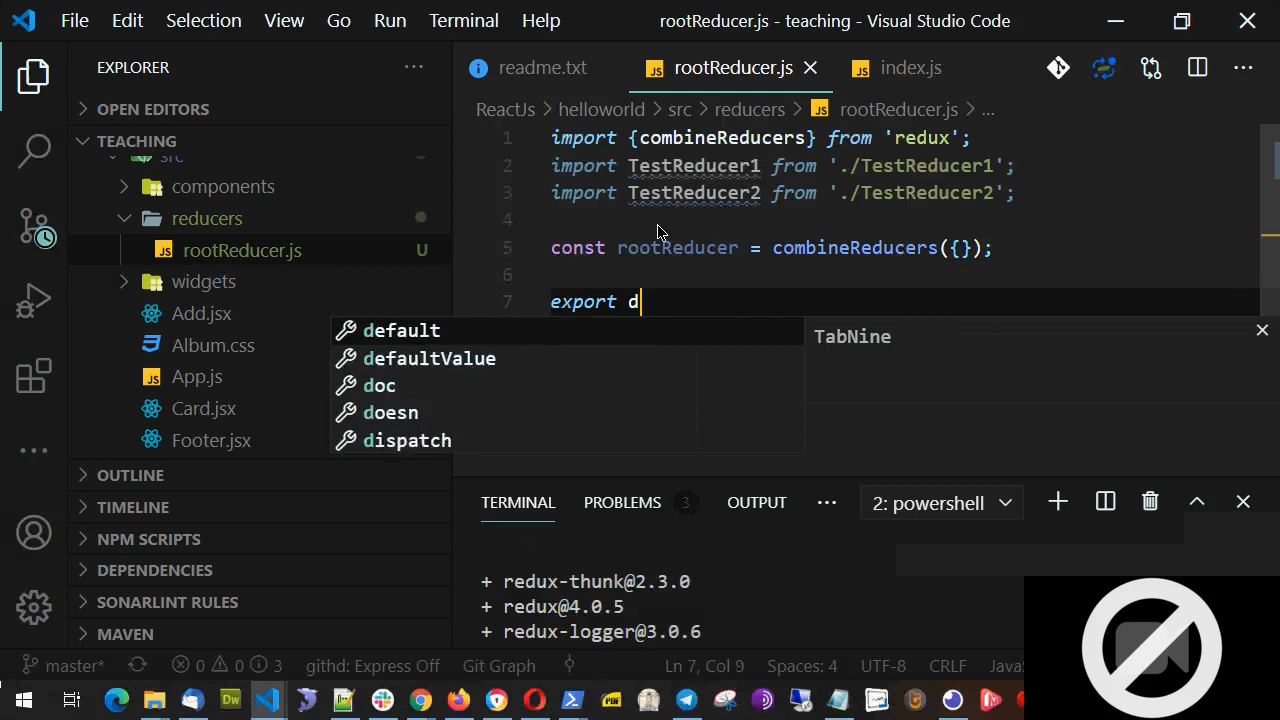 File Edit Selection View Go Run Terminal Help rootReducer.js - teaching - Visual Studio Code
EXPLORER
OPEN EDITORS
TEACHING
src
components
reducers
rootReducer.js U
widgets
Add.jsx
Album.css
App.js
Card.jsx
Footer.jsx
OUTLINE
TIMELINE
NPM SCRIPTS
DEPENDENCIES
SONARLINT RULES
MAVEN
readme.txt JS rootReducer.js JS index.js
ReactJs > helloworld > src > reducers > JS rootReducer.js > ...
1 import {combineReducers} from 'redux';
2 import TestReducer1 from './TestReducer1';
3 import TestReducer2 from './TestReducer2';
4
5 const rootReducer = combineReducers({});
6
7 export d
default
defaultValue
doc
doesn
dispatch
TabNine
TERMINAL PROBLEMS 3 OUTPUT 2: powershell
+ redux-thunk@2.3.0
+ redux@4.0.5
+ redux-logger@3.0.6
master* 0 0 3 githd: Express Off Git Graph Ln 7, Col 9 Spaces: 4 UTF-8 CRLF